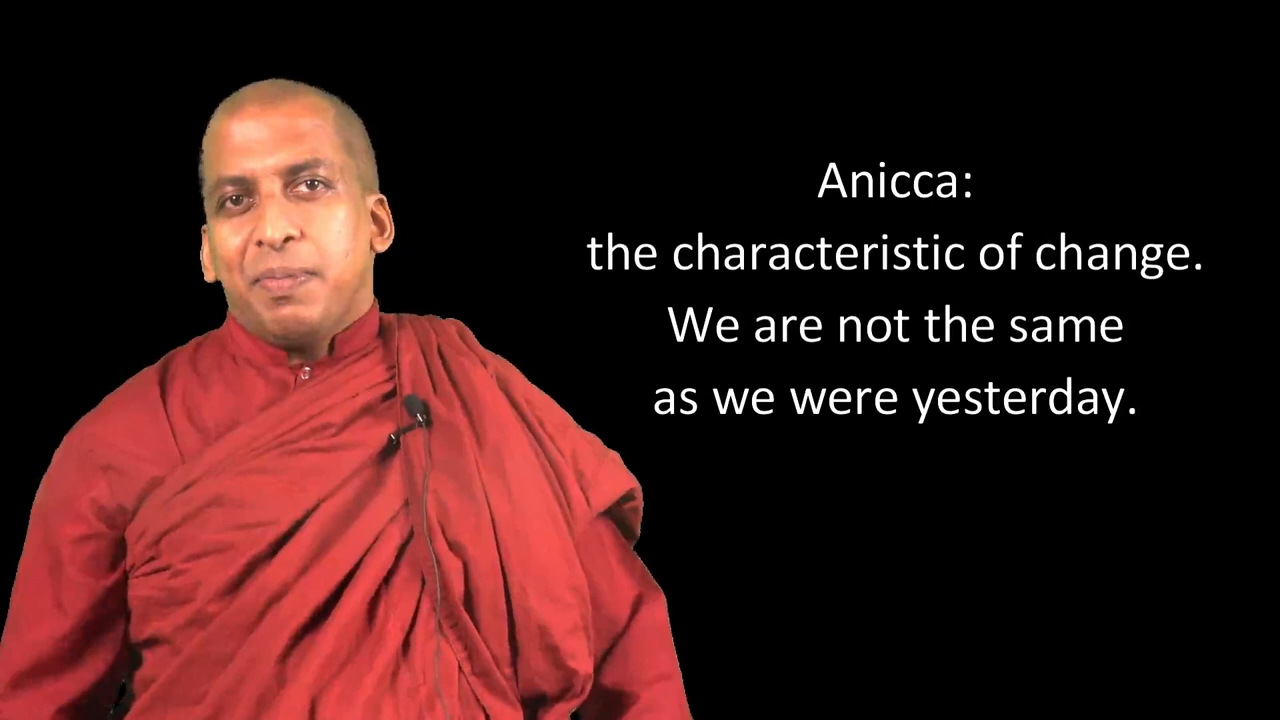 Anicca:
the characteristic of change.
We are not the same
as we were yesterday.